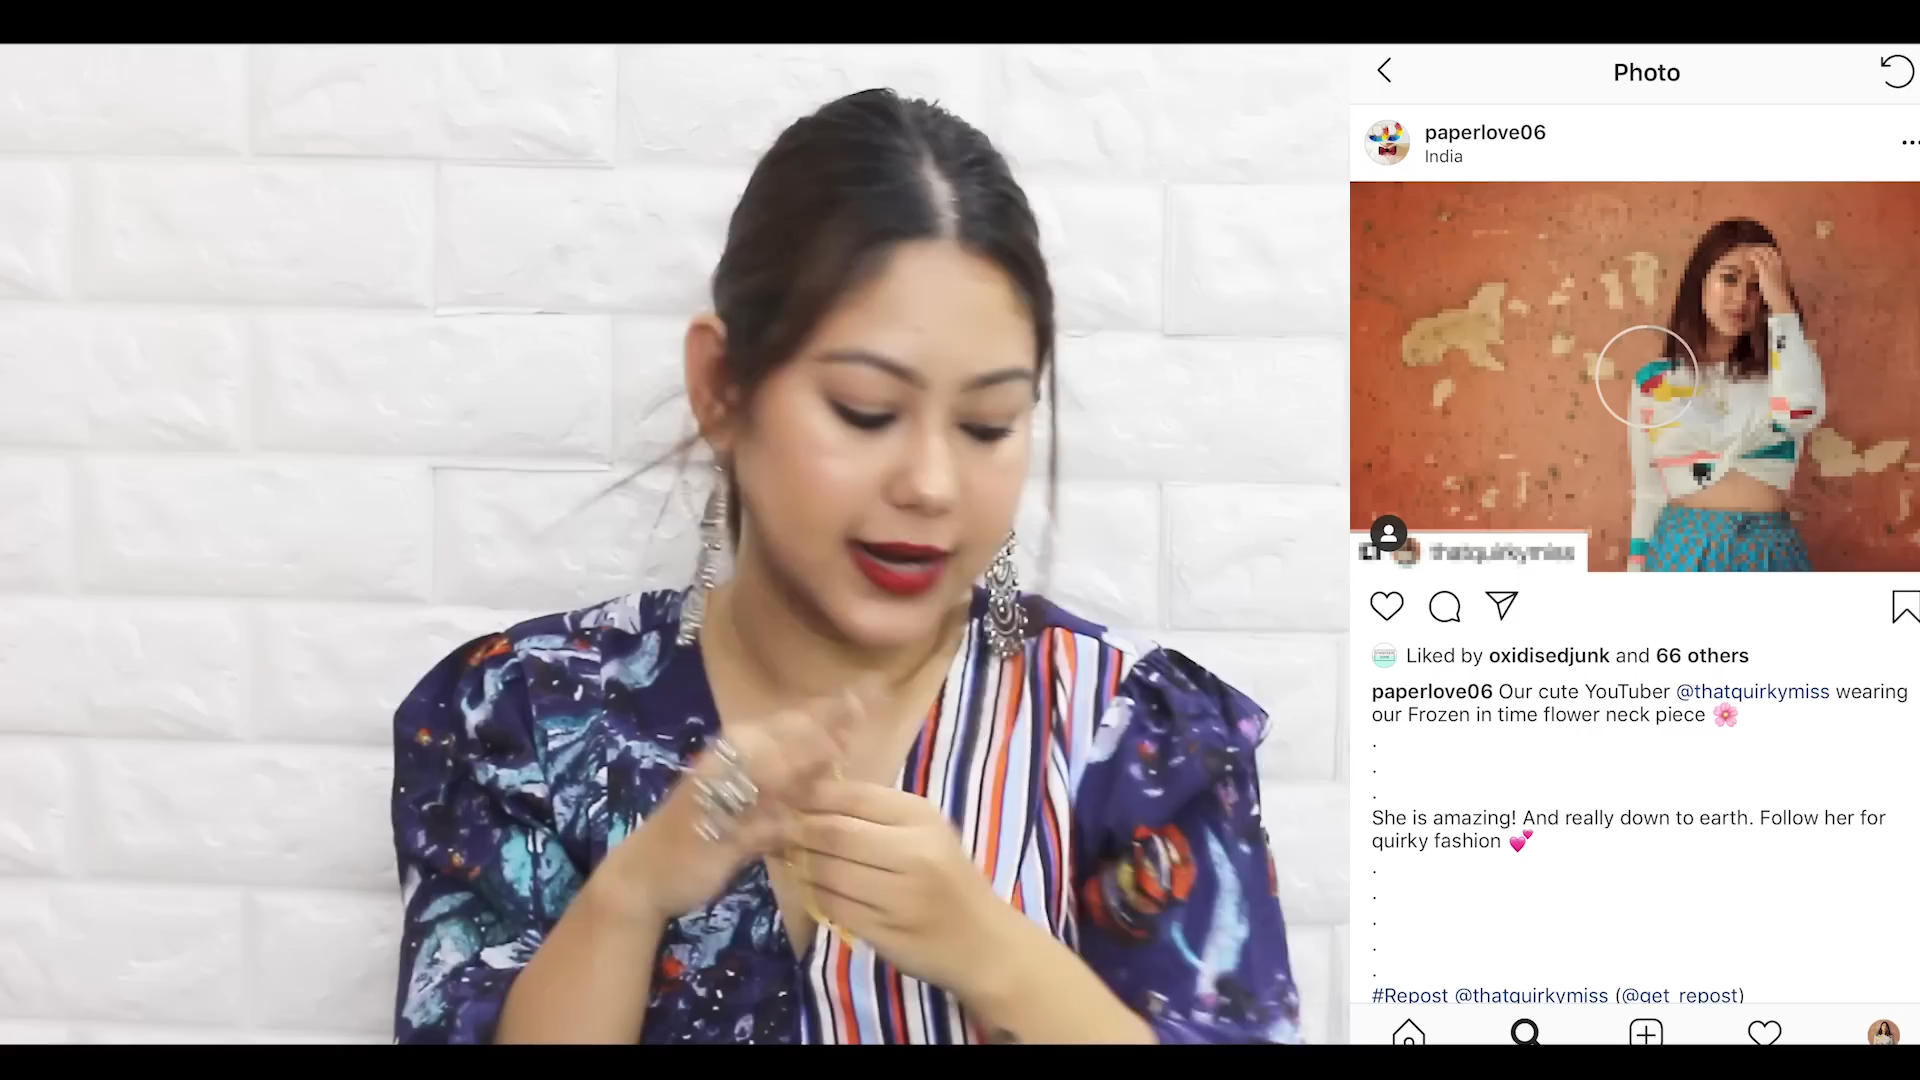 Photo
paperlove06
India
thatquirkymiss
Liked by oxidisedjunk and 66 others
paperlove06 Our cute YouTuber @thatquirkymiss wearing
our Frozen in time flower neck piece 🌸
.
.
.
She is amazing! And really down to earth. Follow her for
quirky fashion 💕
.
.
.
.
.
#Repost @thatquirkymiss (@get_repost)